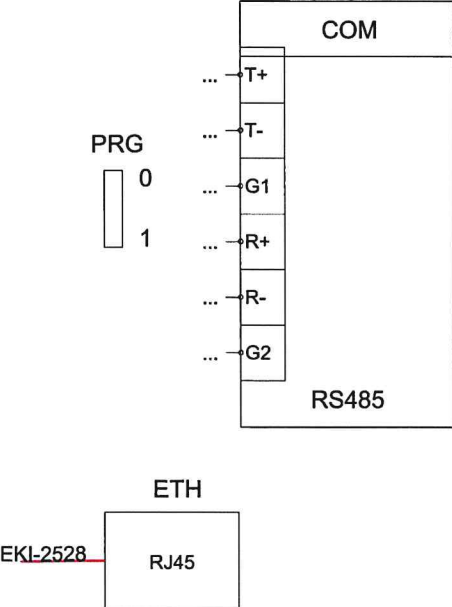 COM
... T+
... T-
PRG
0
... G1
1
... R+
... R-
... G2
RS485
ETH
EKI-2528
RJ45